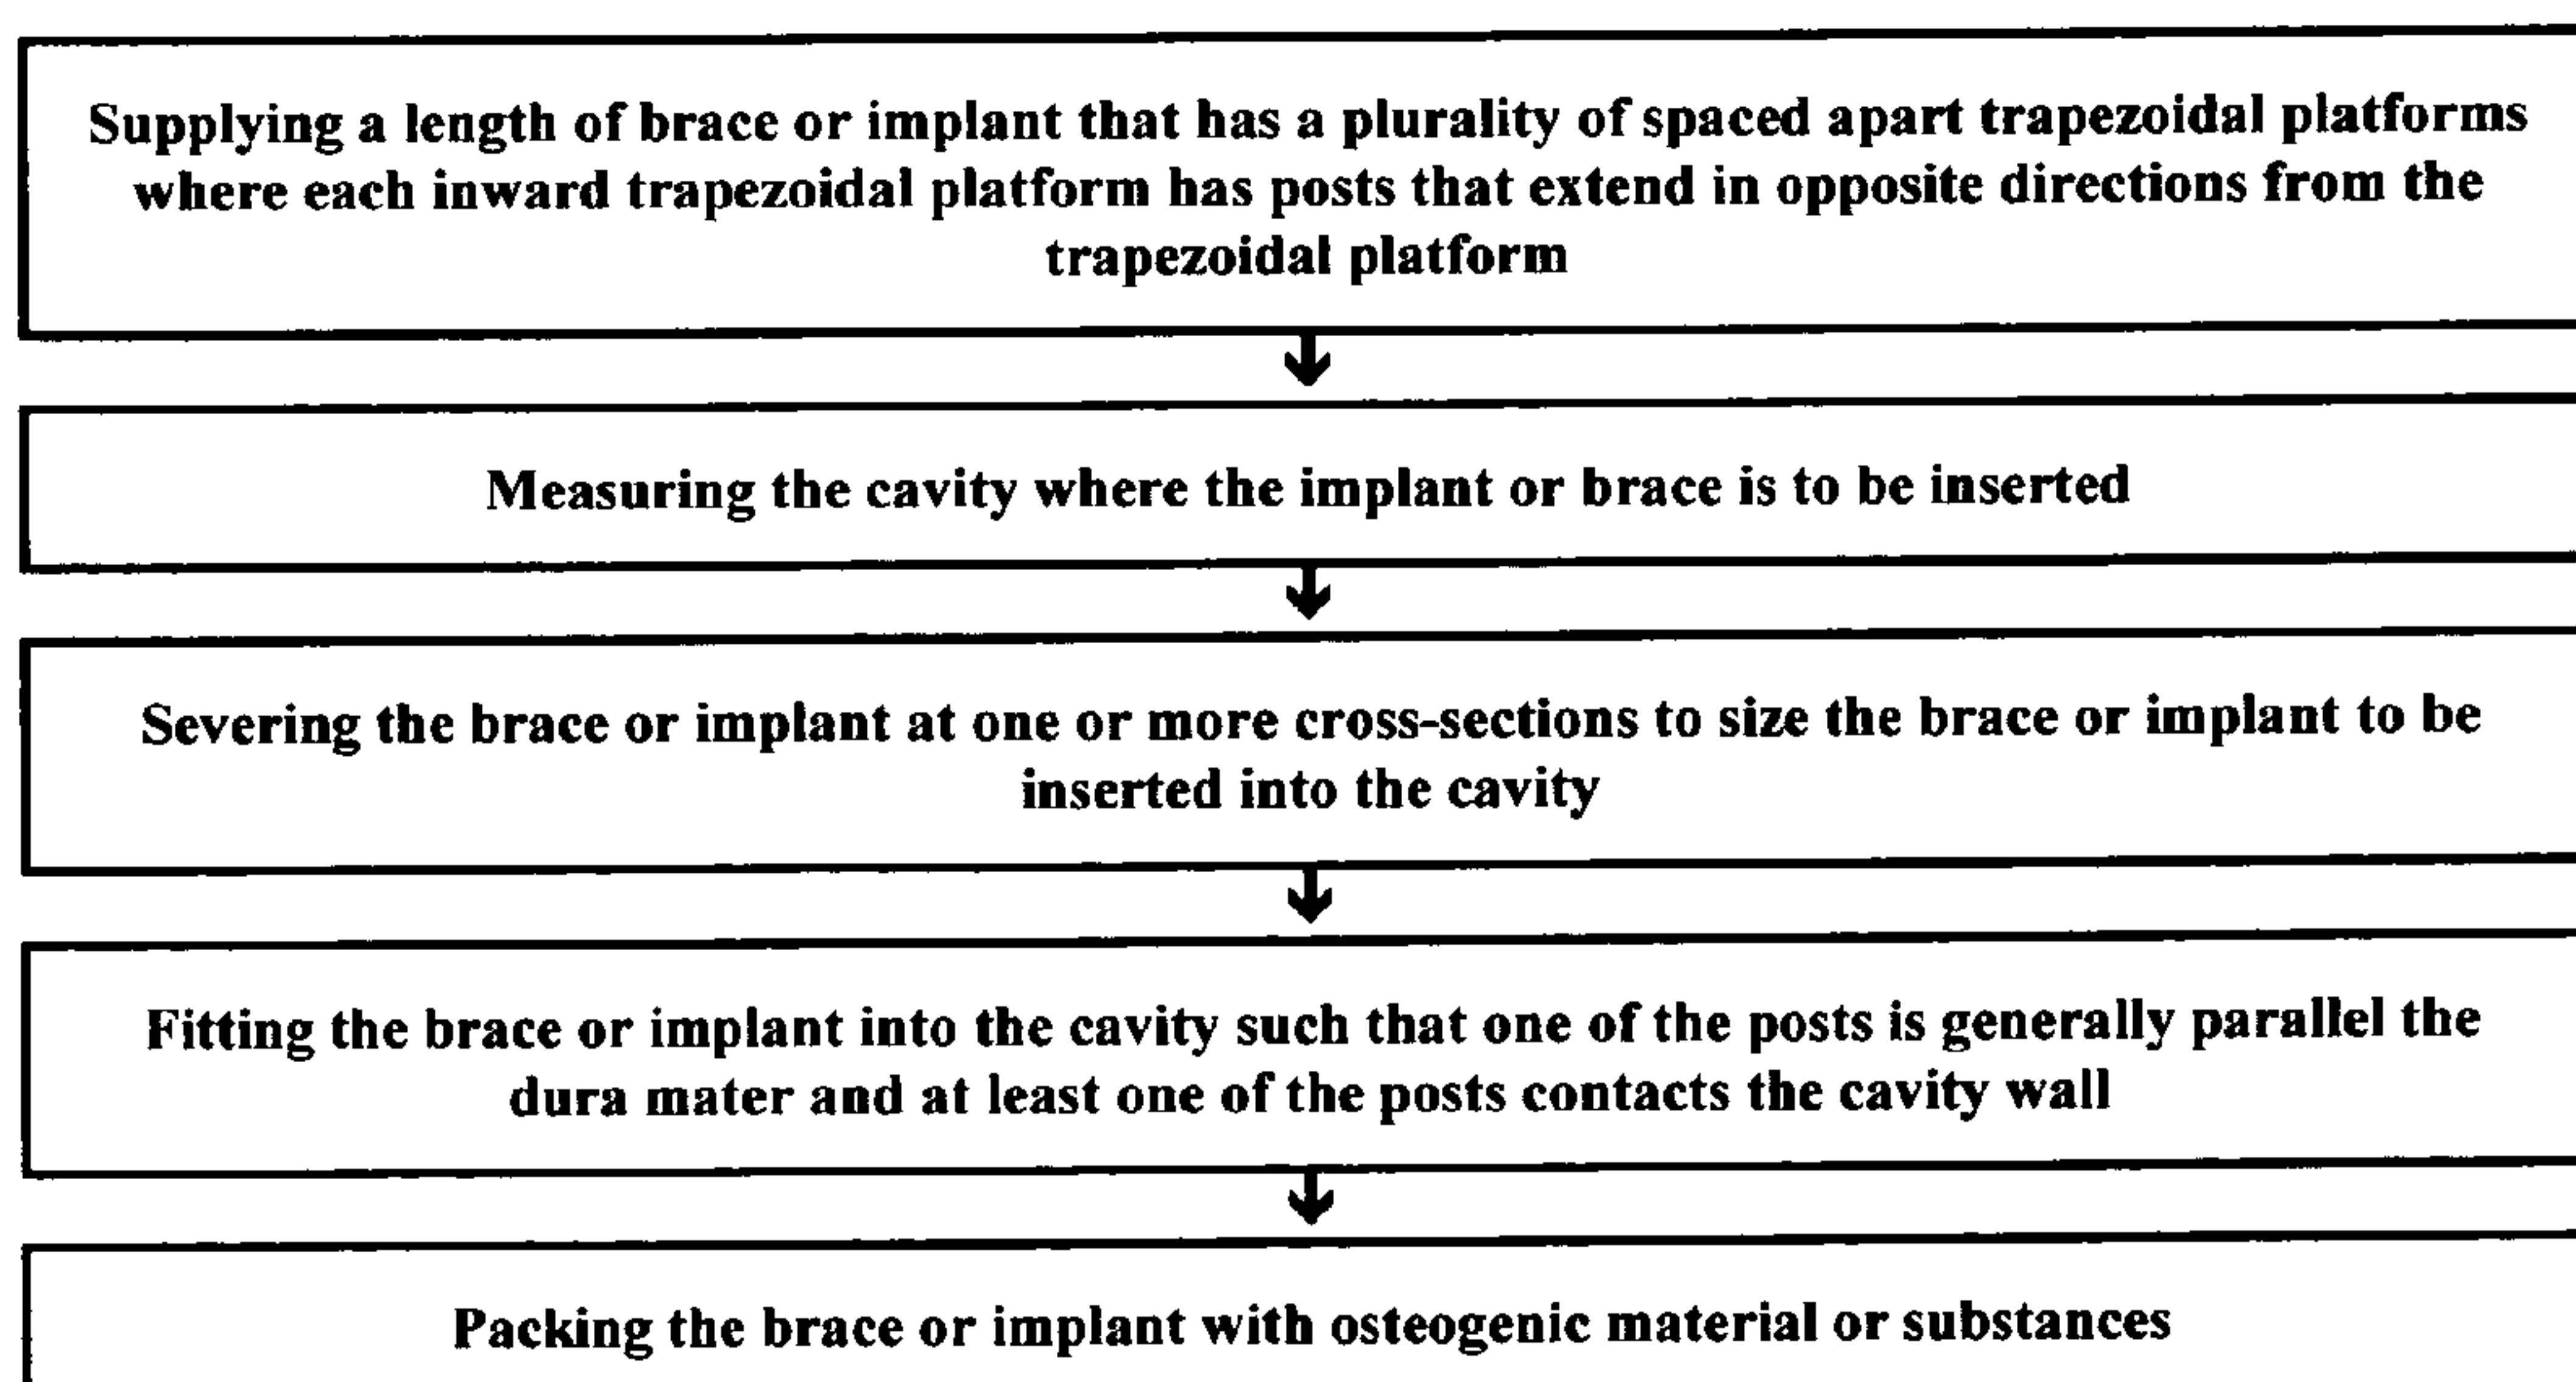 Supplying a length of brace or implant that has a plurality of spaced apart trapezoidal platforms
where each inward trapezoidal platform has posts that extend in opposite directions from the
trapezoidal platform
Measuring the cavity where the implant or brace is to be inserted
Severing the brace or implant at one or more cross-sections to size the brace or implant to be
inserted into the cavity
Fitting the brace or implant into the cavity such that one of the posts is generally parallel the
dura mater and at least one of the posts contacts the cavity wall
Packing the brace or implant with osteogenic material or substances